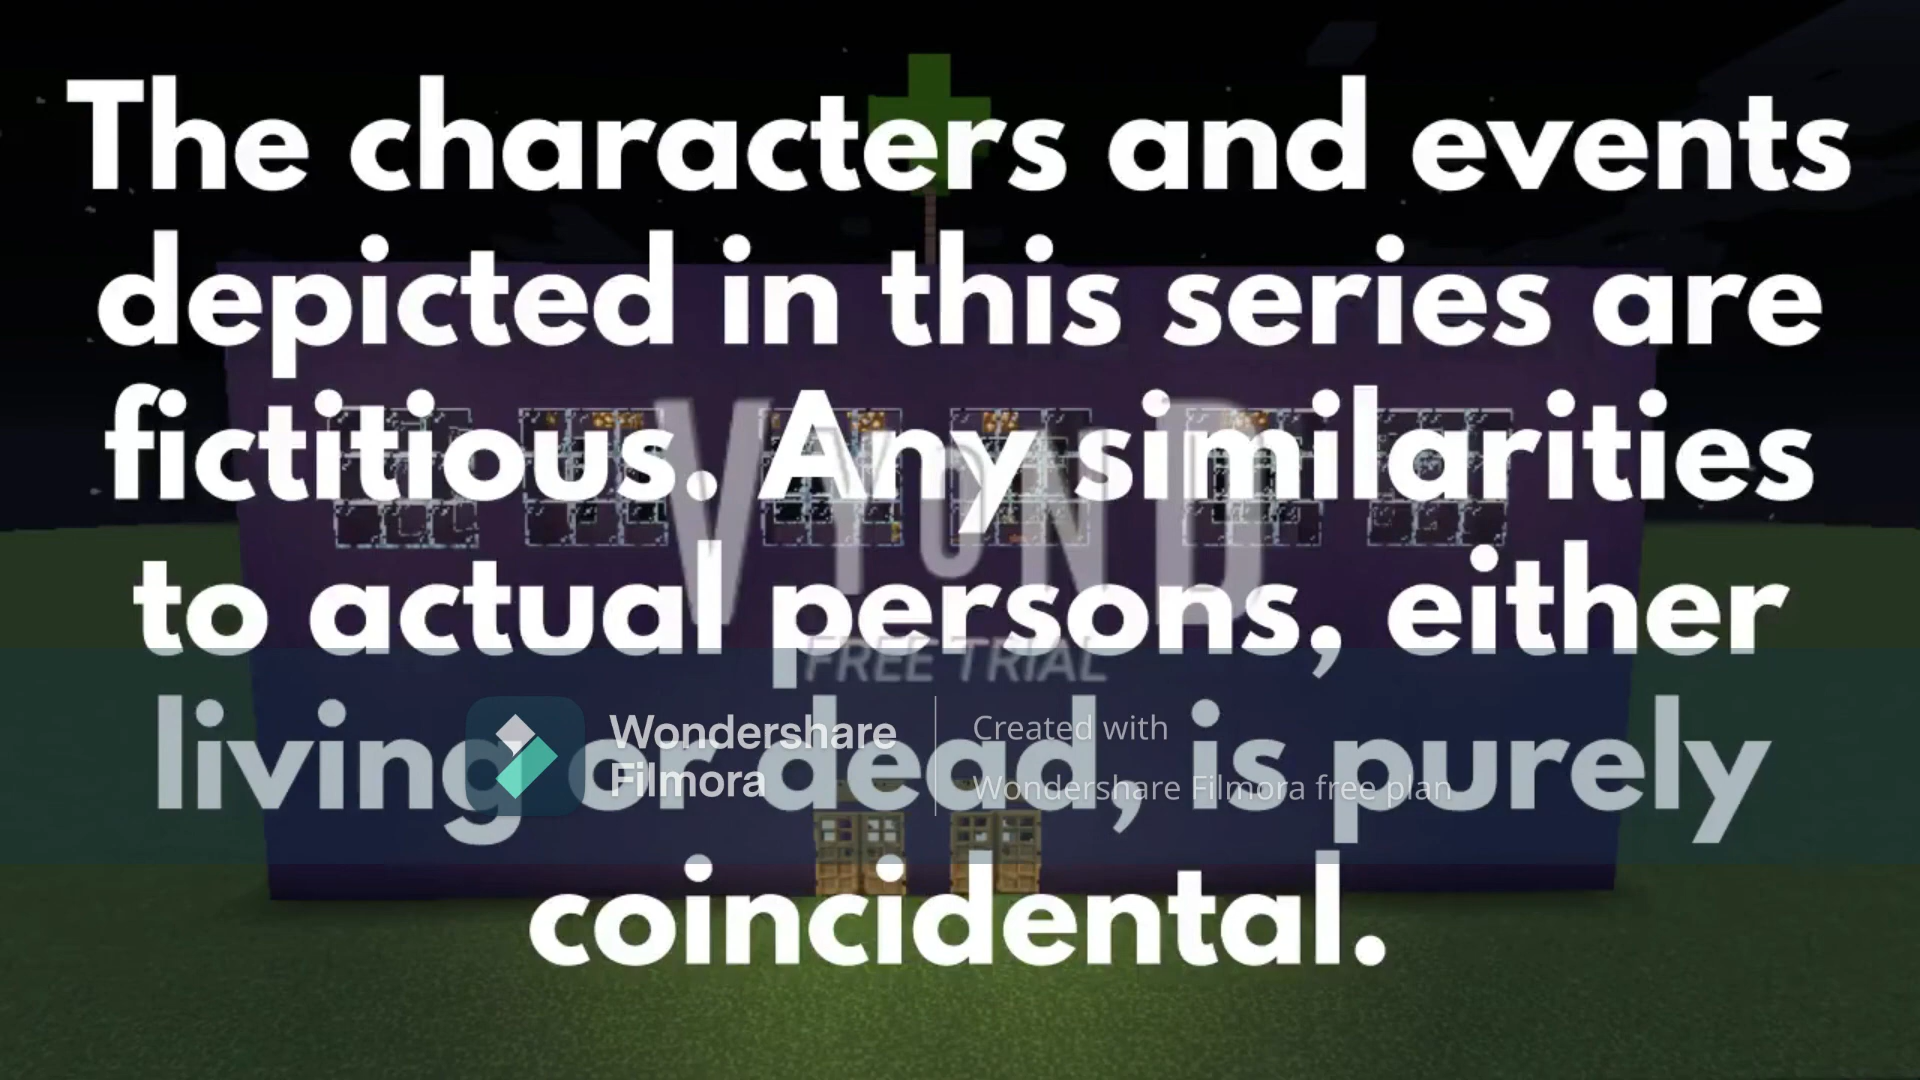 The characters and events
depicted in this series are
fictitious. Any similarities
VYOND
to actual persons, either
FREE TRIAL
living or dead, is purely
Wondershare
Filmora
Created with
Wondershare Filmora free plan
coincidental.